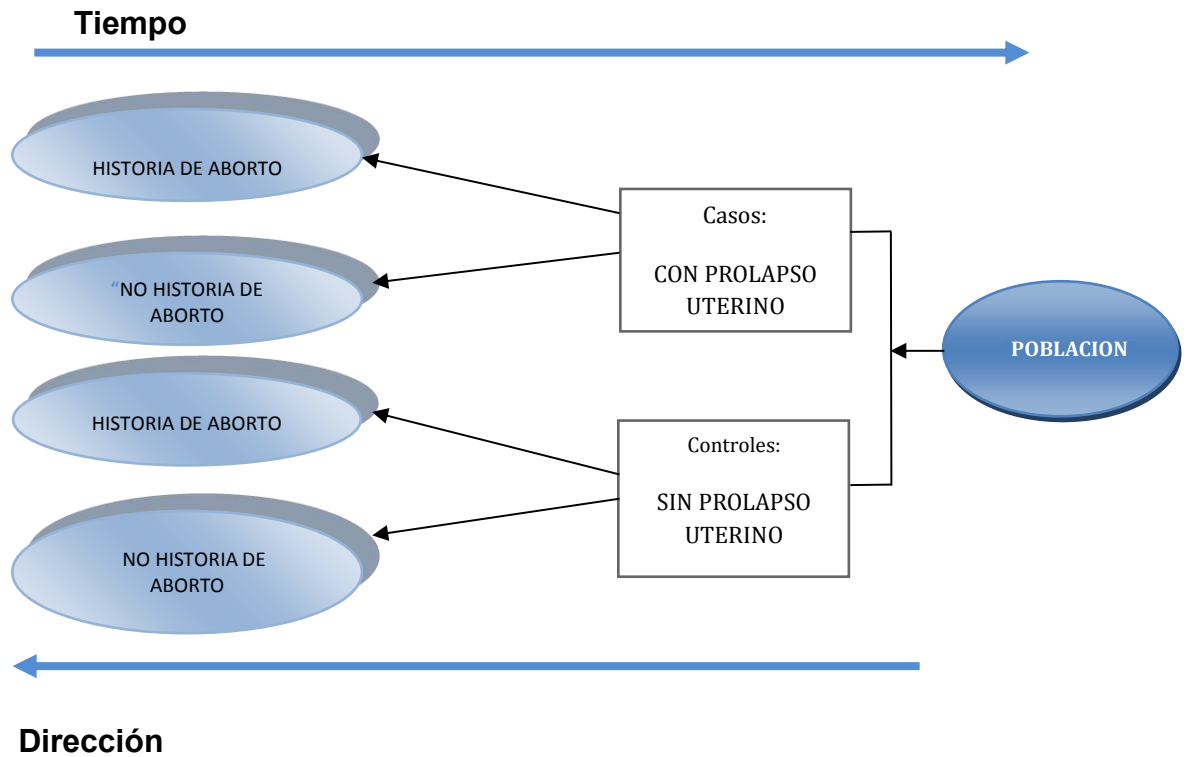 Tiempo
HISTORIA DE ABORTO
“NO HISTORIA DE
ABORTO
HISTORIA DE ABORTO
NO HISTORIA DE
ABORTO
Casos:
CON PROLAPSO
UTERINO
Controles:
SIN PROLAPSO
UTERINO
POBLACION
Dirección